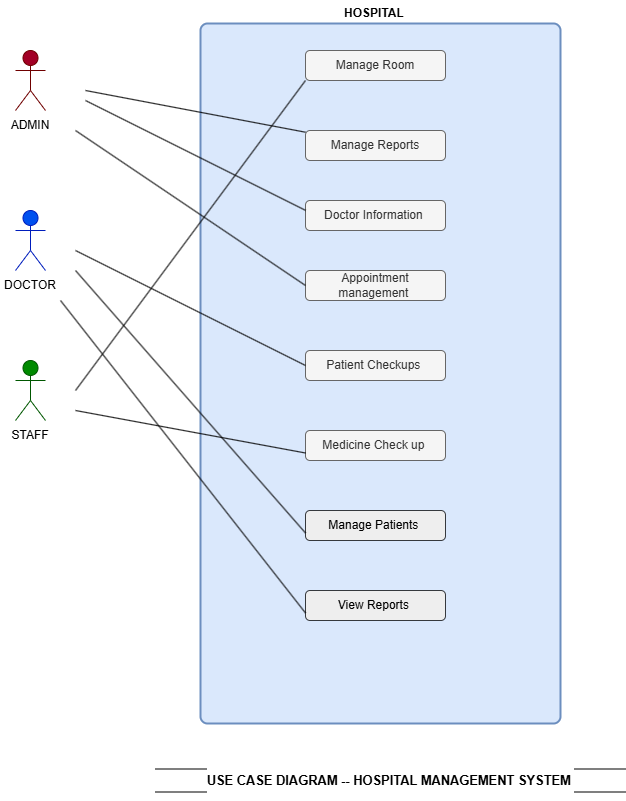 HOSPITAL
Manage Room
ADMIN
Manage Reports
Doctor Information
DOCTOR
Appointment
management
Patient Checkups
STAFF
Medicine Check up
Manage Patients
View Reports
USE CASE DIAGRAM -- HOSPITAL MANAGEMENT SYSTEM